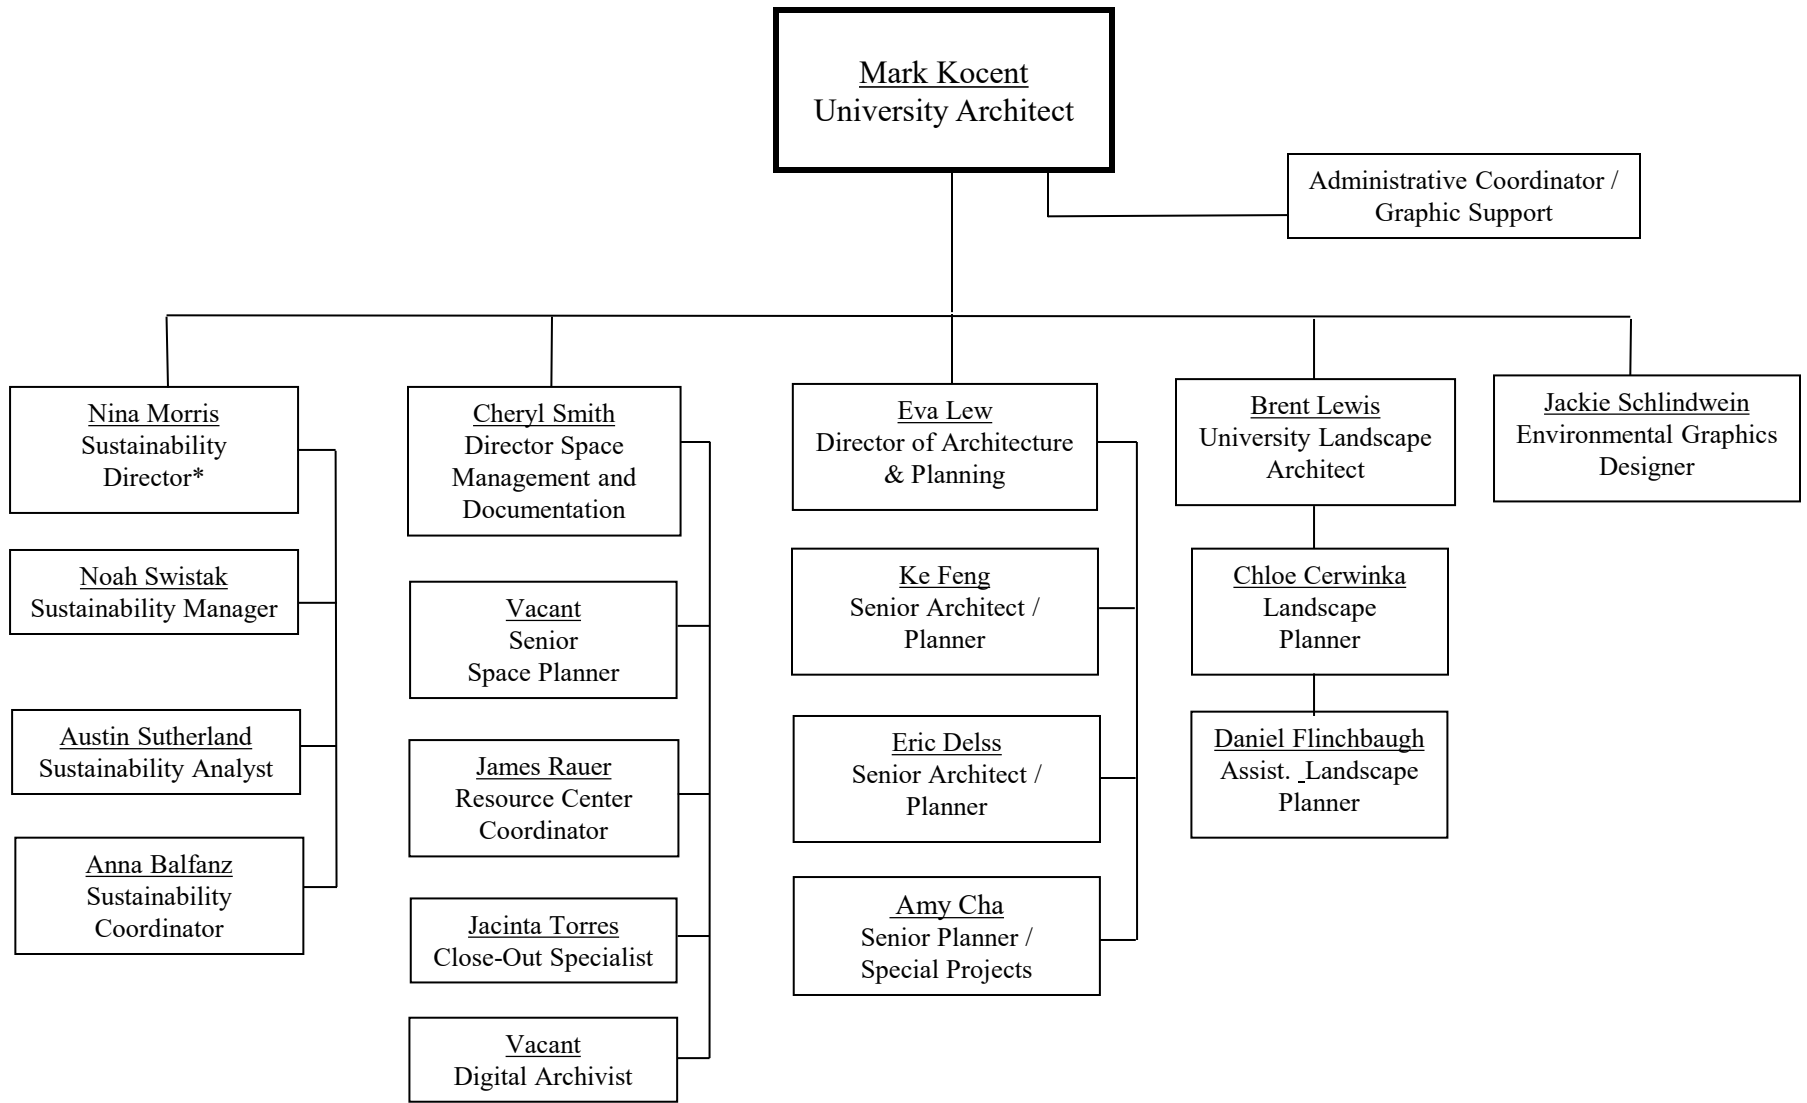 Mark Kocent
University Architect
Administrative Coordinator /
Graphic Support
Nina Morris
Sustainability
Director*
Noah Swistak
Sustainability Manager
Austin Sutherland
Sustainability Analyst
Anna Balfanz
Sustainability
Coordinator
Cheryl Smith
Director Space
Management and
Documentation
Vacant
Senior
Space Planner
James Rauer
Resource Center
Coordinator
Jacinta Torres
Close-Out Specialist
Vacant
Digital Archivist
Eva Lew
Director of Architecture
& Planning
Ke Feng
Senior Architect /
Planner
Eric Delss
Senior Architect /
Planner
Amy Cha
Senior Planner /
Special Projects
Brent Lewis
University Landscape
Architect
Chloe Cerwinka
Landscape
Planner
Daniel Flinchbaugh
Assist. Landscape
Planner
Jackie Schlindwein
Environmental Graphics
Designer